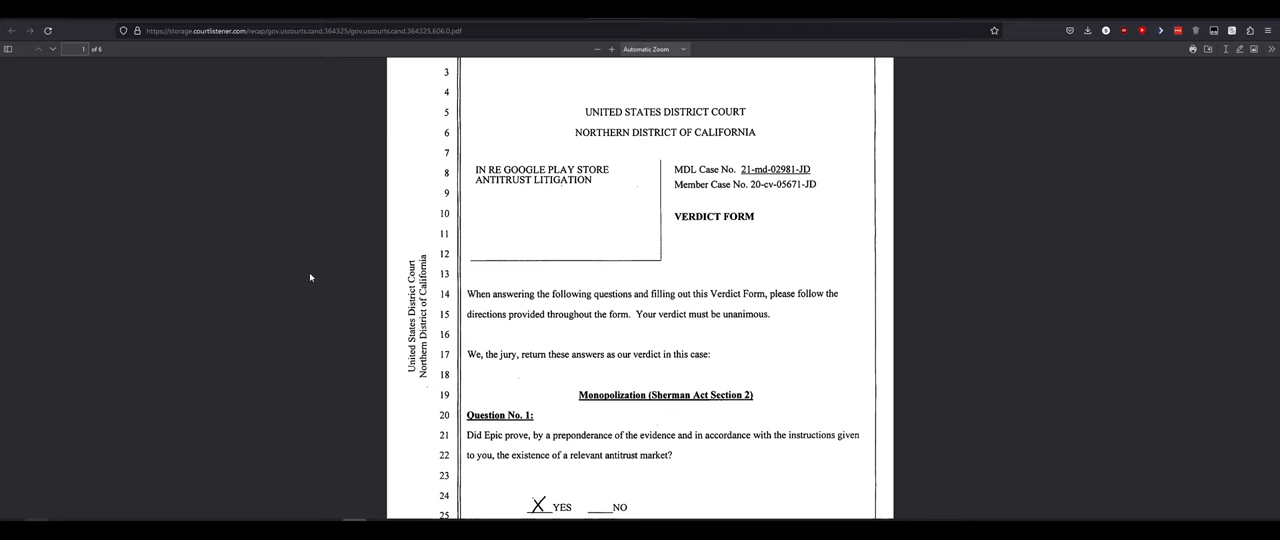 https://storage.courtlistener.com/recap/gov.uscourts.cand.364325/gov.uscourts.cand.364325.606.0.pdf
1 of 6
Automatic Zoom
3
4
5 UNITED STATES DISTRICT COURT
6 NORTHERN DISTRICT OF CALIFORNIA
7
8 IN RE GOOGLE PLAY STORE
ANTITRUST LITIGATION
MDL Case No. 21-md-02981-JD
Member Case No. 20-cv-05671-JD
9
10 VERDICT FORM
11
12
13
United States District Court
Northern District of California
14 When answering the following questions and filling out this Verdict Form, please follow the
15 directions provided throughout the form. Your verdict must be unanimous.
16
17 We, the jury, return these answers as our verdict in this case:
18
19 Monopolization (Sherman Act Section 2)
20 Question No. 1:
21 Did Epic prove, by a preponderance of the evidence and in accordance with the instructions given
22 to you, the existence of a relevant antitrust market?
23
24 X YES ____NO
25